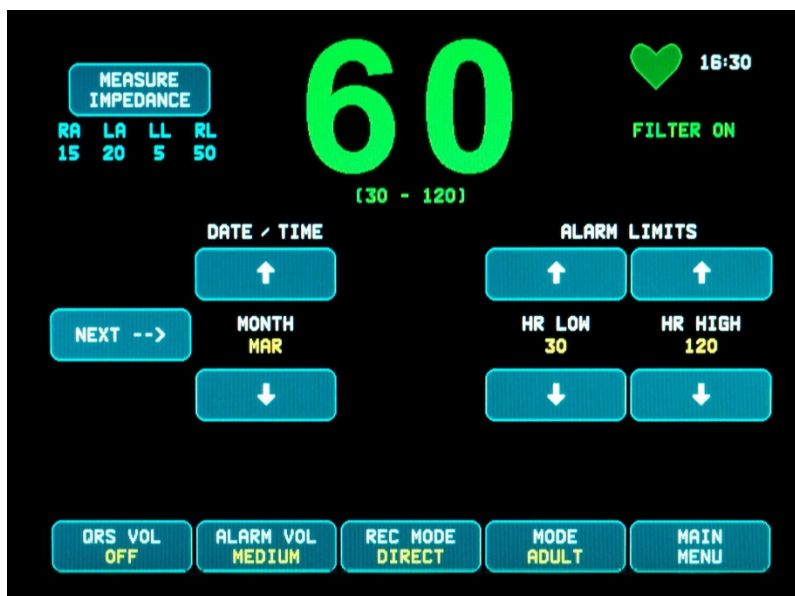 MEASURE
IMPEDANCE
RA LA LL RL
15 20 5 50
60
(30 - 120)
16:30
FILTER ON
DATE / TIME
ALARM LIMITS
NEXT -->
MONTH
MAR
HR LOW
30
HR HIGH
120
QRS VOL
OFF
ALARM VOL
MEDIUM
REC MODE
DIRECT
MODE
ADULT
MAIN
MENU